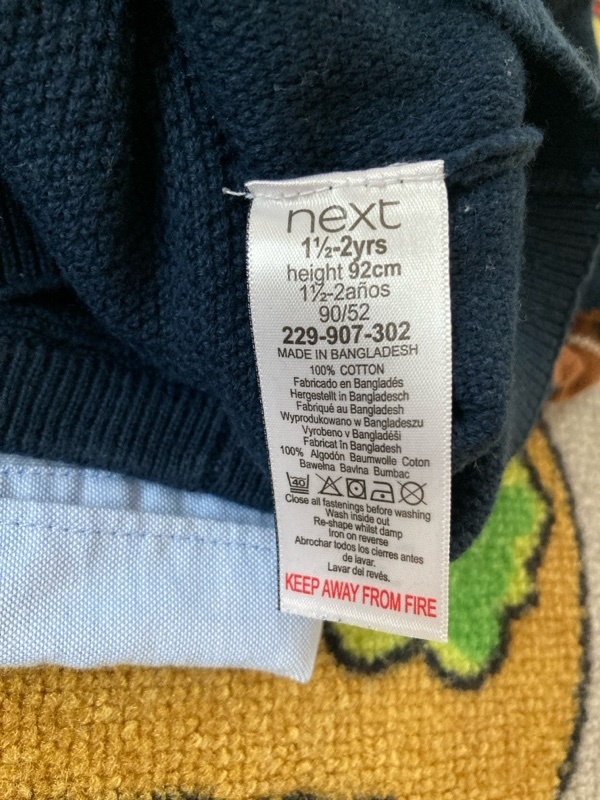 next
1½-2yrs
height 92cm
1½-2años
90/52
229-907-302
MADE IN BANGLADESH
100% COTTON
Fabricado en Bangladés
Hergestellt in Bangladesch
Fabriqué au Bangladesh
Wyprodukowano w Bangladeszu
Vyrobeno v Bangladéši
Fabricat în Bangladesh
100% Algodón Baumwolle Coton
Bawełna Bavlna Bumbac
40
Close all fastenings before washing
Wash inside out
Re-shape whilst damp
Iron on reverse
Abrochar todos los cierres antes
de lavar.
Lavar del revés.
KEEP AWAY FROM FIRE